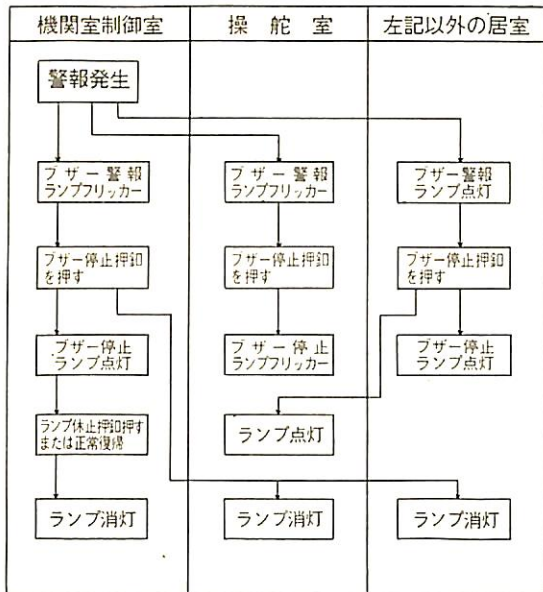 機関室制御室
操舵室
左記以外の居室
警報発生
ブザー警報
ランプフリッカー
ブザー警報
ランプフリッカー
ブザー警報
ランプ点灯
ブザー停止押釦
を押す
ブザー停止押釦
を押す
ブザー停止押釦
を押す
ブザー停止
ランプ点灯
ブザー停止
ランプフリッカー
ブザー停止
ランプ点灯
ランプ休止押釦押す
または正常復帰
ランプ点灯
ランプ消灯
ランプ消灯
ランプ消灯